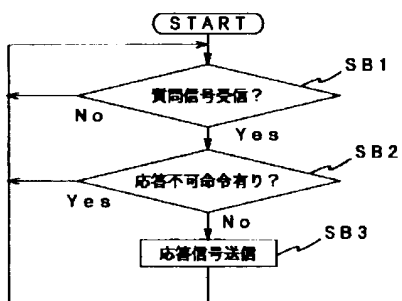 START
質問信号受信?
SB1
No
Yes
応答不可命令有り?
SB2
Yes
No
応答信号送信
SB3